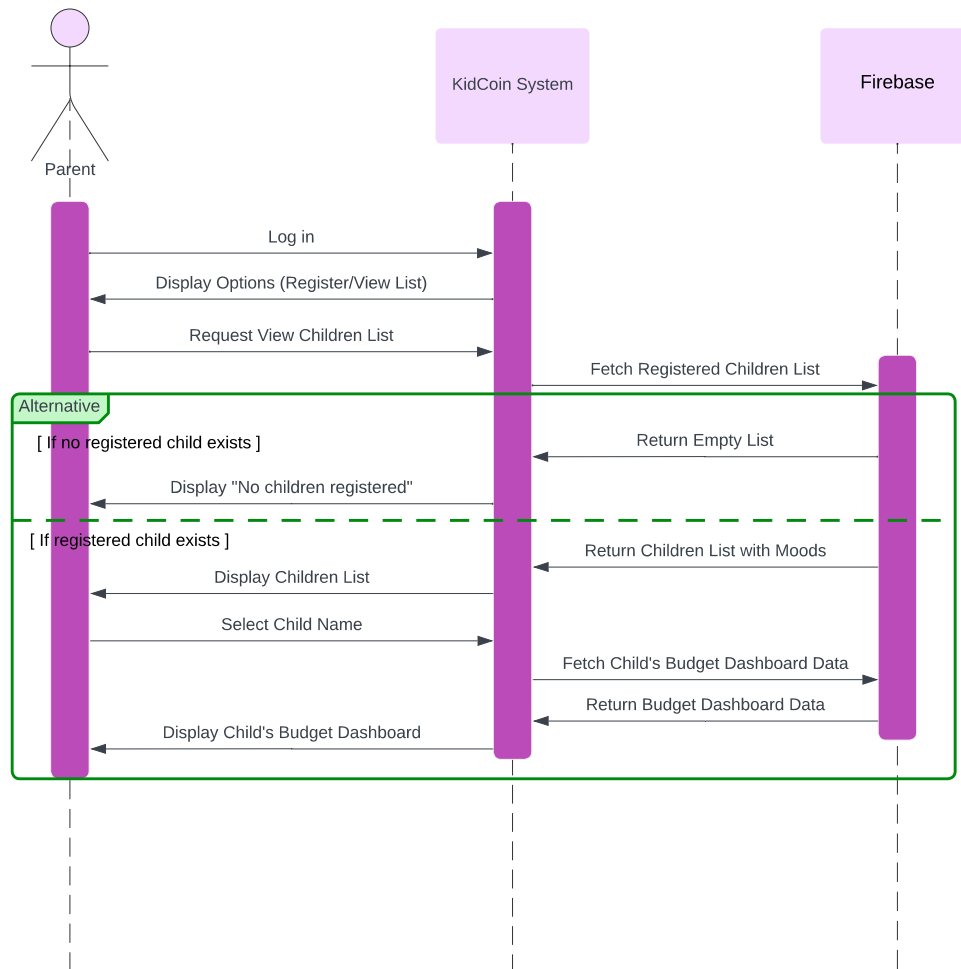 KidCoin System
Firebase
Parent
Log in
Display Options (Register/View List)
Request View Children List
Fetch Registered Children List
Alternative
[ If no registered child exists ]
Return Empty List
Display "No children registered"
[ If registered child exists ]
Return Children List with Moods
Display Children List
Select Child Name
Fetch Child's Budget Dashboard Data
Return Budget Dashboard Data
Display Child's Budget Dashboard